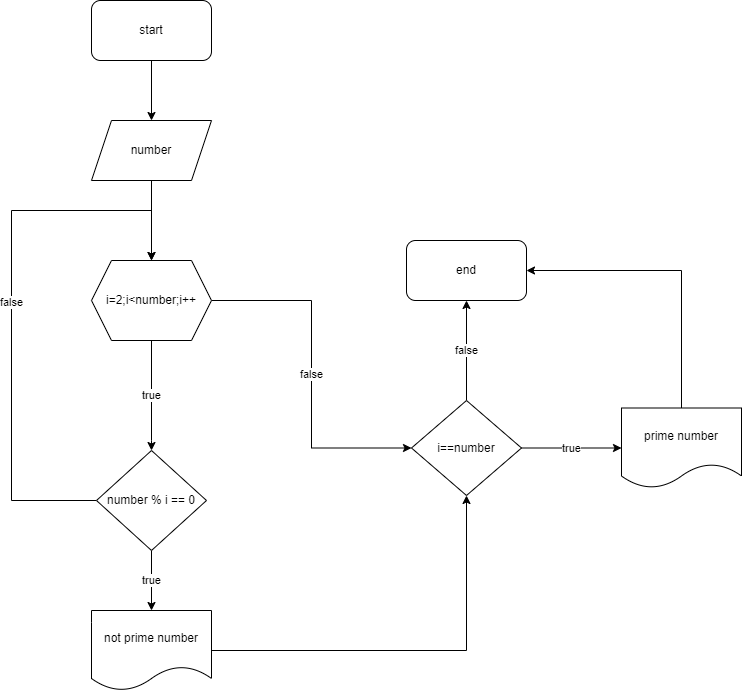 start
number
false
i=2;i<number;i++
end
false
false
true
i==number
true
prime number
number % i == 0
true
not prime number